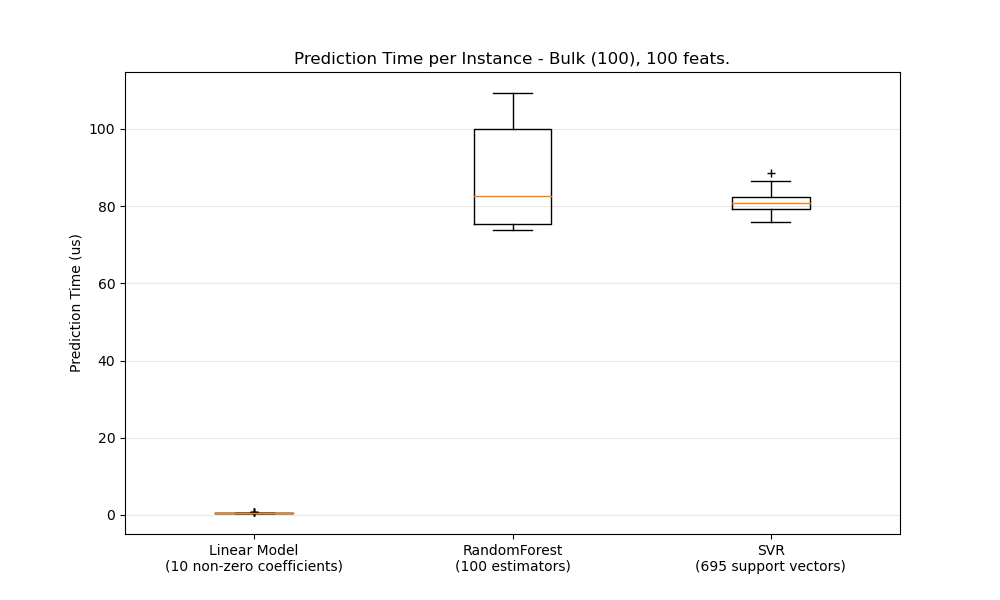 Prediction Time per Instance - Bulk (100), 100 feats.
Prediction Time (us)
100
80
60
40
20
0
Linear Model
(10 non-zero coefficients)
RandomForest
(100 estimators)
SVR
(695 support vectors)